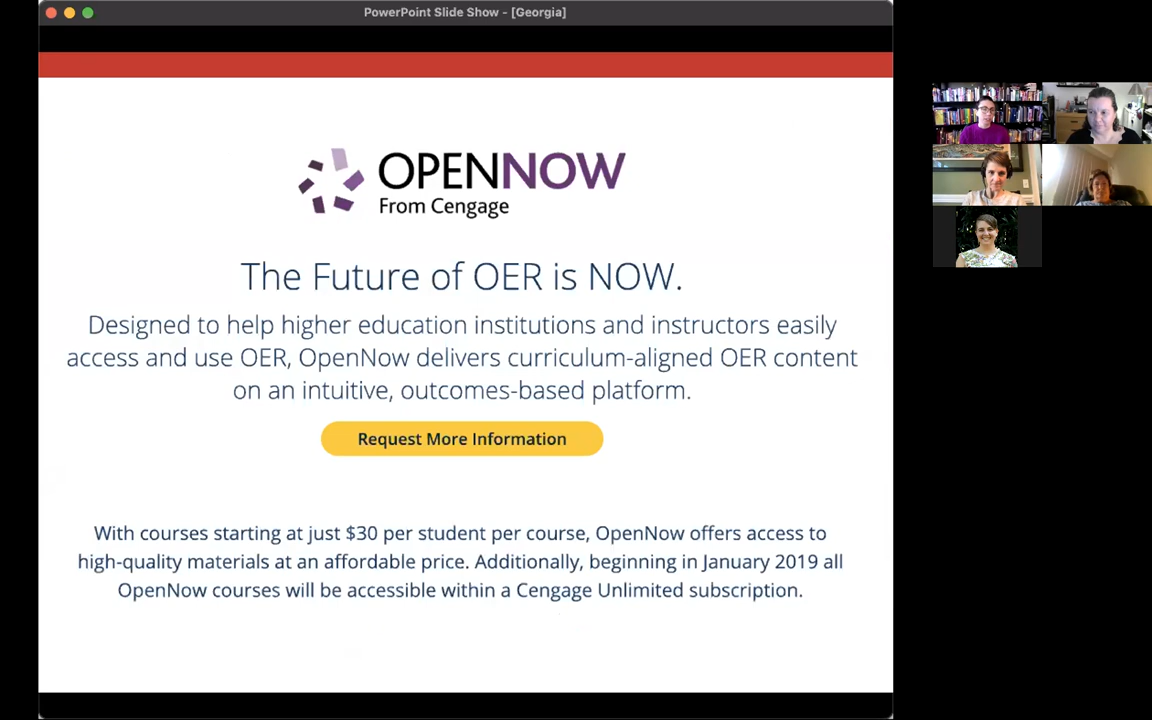 PowerPoint Slide Show - [Georgia]
OPENNOW
From Cengage
The Future of OER is NOW.
Designed to help higher education institutions and instructors easily
access and use OER, OpenNow delivers curriculum-aligned OER content
on an intuitive, outcomes-based platform.
Request More Information
With courses starting at just $30 per student per course, OpenNow offers access to
high-quality materials at an affordable price. Additionally, beginning in January 2019 all
OpenNow courses will be accessible within a Cengage Unlimited subscription.